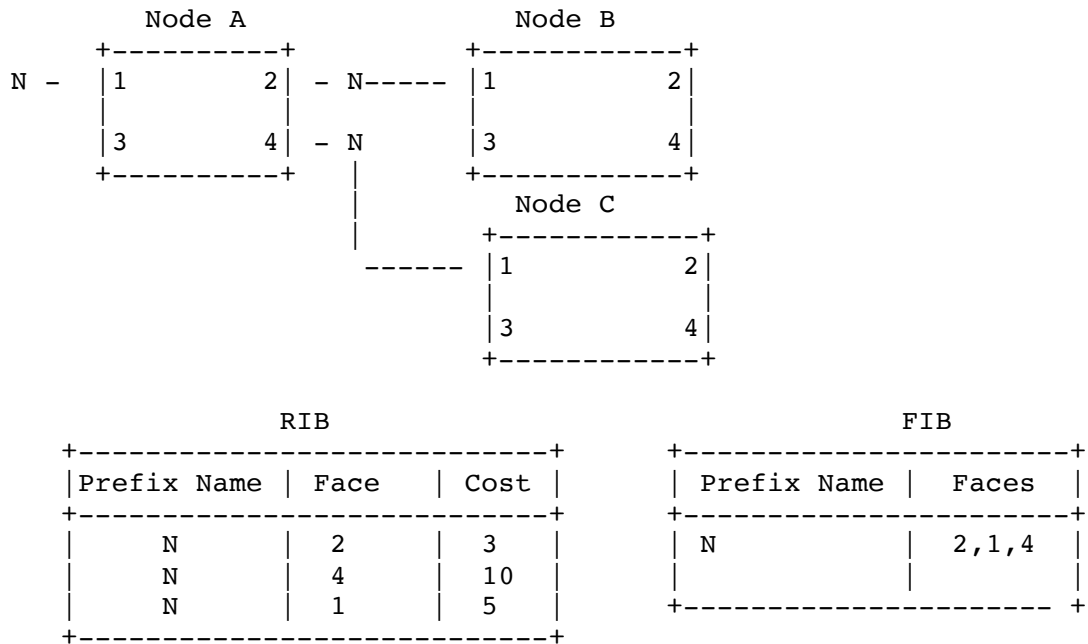 Node A Node B
N - 1 2 - N----- 1 2
3 4 - N 3 4
Node C
------ 1 2
3 4
RIB FIB
Prefix Name | Face | Cost Prefix Name | Faces
N | 2 | 3 N | 2,1,4
N | 4 | 10
N | 1 | 5